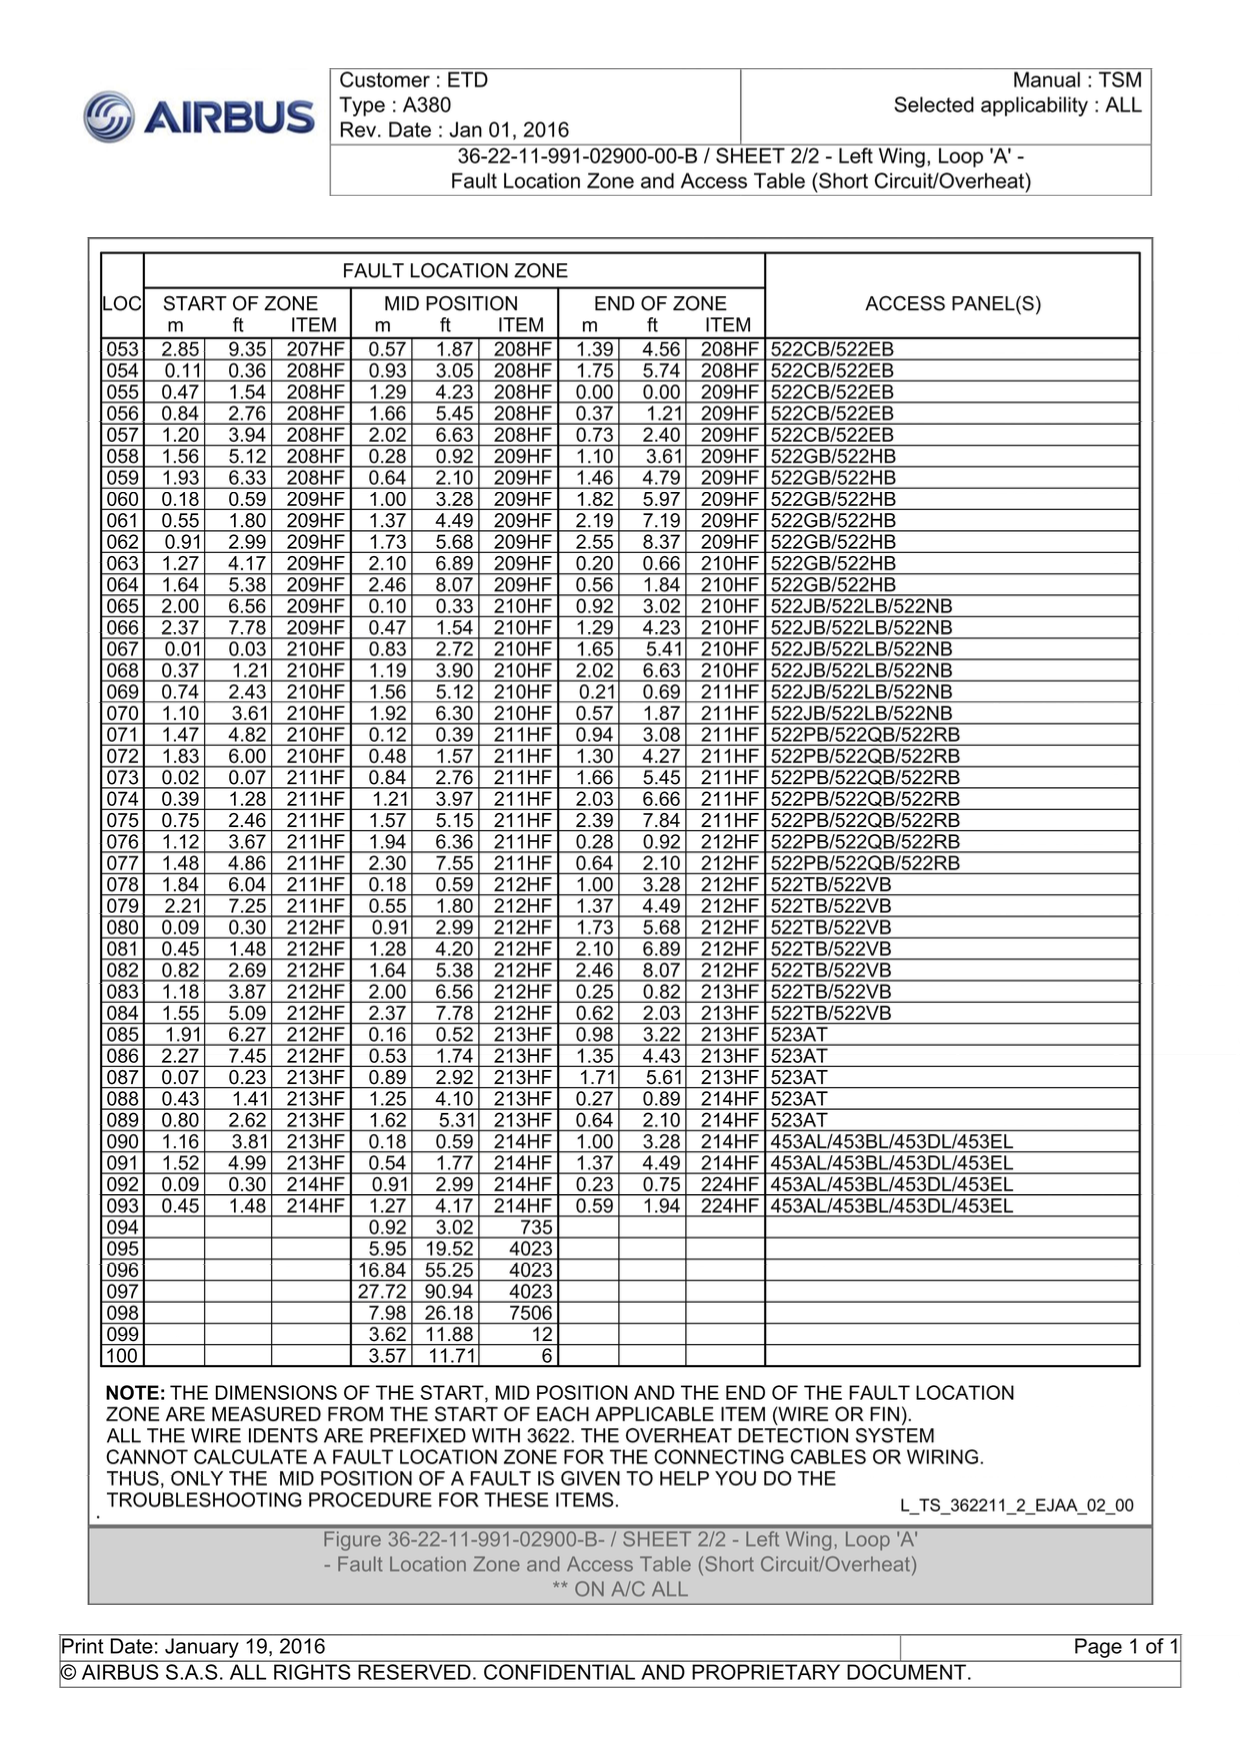 AIRBUS
Customer : ETD
Type : A380
Rev. Date : Jan 01, 2016
Manual : TSM
Selected applicability : ALL
36-22-11-991-02900-00-B / SHEET 2/2 - Left Wing, Loop 'A' -
Fault Location Zone and Access Table (Short Circuit/Overheat)
FAULT LOCATION ZONE
LOC START OF ZONE MID POSITION END OF ZONE ACCESS PANEL(S)
m ft ITEM m ft ITEM m ft ITEM
053 2.85 9.35 207HF 0.57 1.87 208HF 1.39 4.56 208HF 522CB/522EB
054 0.11 0.36 208HF 0.93 3.05 208HF 1.75 5.74 208HF 522CB/522EB
055 0.47 1.54 208HF 1.29 4.23 208HF 0.00 0.00 209HF 522CB/522EB
056 0.84 2.76 208HF 1.66 5.45 208HF 0.37 1.21 209HF 522CB/522EB
057 1.20 3.94 208HF 2.02 6.63 208HF 0.73 2.40 209HF 522CB/522EB
058 1.56 5.12 208HF 0.28 0.92 209HF 1.10 3.61 209HF 522GB/522HB
059 1.93 6.33 208HF 0.64 2.10 209HF 1.46 4.79 209HF 522GB/522HB
060 0.18 0.59 209HF 1.00 3.28 209HF 1.82 5.97 209HF 522GB/522HB
061 0.55 1.80 209HF 1.37 4.49 209HF 2.19 7.19 209HF 522GB/522HB
062 0.91 2.99 209HF 1.73 5.68 209HF 2.55 8.37 209HF 522GB/522HB
063 1.27 4.17 209HF 2.10 6.89 209HF 0.20 0.66 210HF 522GB/522HB
064 1.64 5.38 209HF 2.46 8.07 209HF 0.56 1.84 210HF 522GB/522HB
065 2.00 6.56 209HF 0.10 0.33 210HF 0.92 3.02 210HF 522JB/522LB/522NB
066 2.37 7.78 209HF 0.47 1.54 210HF 1.29 4.23 210HF 522JB/522LB/522NB
067 0.01 0.03 210HF 0.83 2.72 210HF 1.65 5.41 210HF 522JB/522LB/522NB
068 0.37 1.21 210HF 1.19 3.90 210HF 2.02 6.63 210HF 522JB/522LB/522NB
069 0.74 2.43 210HF 1.56 5.12 210HF 0.21 0.69 211HF 522JB/522LB/522NB
070 1.10 3.61 210HF 1.92 6.30 210HF 0.57 1.87 211HF 522JB/522LB/522NB
071 1.47 4.82 210HF 0.12 0.39 211HF 0.94 3.08 211HF 522PB/522QB/522RB
072 1.83 6.00 210HF 0.48 1.57 211HF 1.30 4.27 211HF 522PB/522QB/522RB
073 0.02 0.07 211HF 0.84 2.76 211HF 1.66 5.45 211HF 522PB/522QB/522RB
074 0.39 1.28 211HF 1.21 3.97 211HF 2.03 6.66 211HF 522PB/522QB/522RB
075 0.75 2.46 211HF 1.57 5.15 211HF 2.39 7.84 211HF 522PB/522QB/522RB
076 1.12 3.67 211HF 1.94 6.36 211HF 0.28 0.92 212HF 522PB/522QB/522RB
077 1.48 4.86 211HF 2.30 7.55 211HF 0.64 2.10 212HF 522PB/522QB/522RB
078 1.84 6.04 211HF 0.18 0.59 212HF 1.00 3.28 212HF 522TB/522VB
079 2.21 7.25 211HF 0.55 1.80 212HF 1.37 4.49 212HF 522TB/522VB
080 0.09 0.30 212HF 0.91 2.99 212HF 1.73 5.68 212HF 522TB/522VB
081 0.45 1.48 212HF 1.28 4.20 212HF 2.10 6.89 212HF 522TB/522VB
082 0.82 2.69 212HF 1.64 5.38 212HF 2.46 8.07 212HF 522TB/522VB
083 1.18 3.87 212HF 2.00 6.56 212HF 0.25 0.82 213HF 522TB/522VB
084 1.55 5.09 212HF 2.37 7.78 212HF 0.62 2.03 213HF 522TB/522VB
085 1.91 6.27 212HF 0.16 0.52 213HF 0.98 3.22 213HF 523AT
086 2.27 7.45 212HF 0.53 1.74 213HF 1.35 4.43 213HF 523AT
087 0.07 0.23 213HF 0.89 2.92 213HF 1.71 5.61 213HF 523AT
088 0.43 1.41 213HF 1.25 4.10 213HF 0.27 0.89 214HF 523AT
089 0.80 2.62 213HF 1.62 5.31 213HF 0.64 2.10 214HF 523AT
090 1.16 3.81 213HF 0.18 0.59 214HF 1.00 3.28 214HF 453AL/453BL/453DL/453EL
091 1.52 4.99 213HF 0.54 1.77 214HF 1.37 4.49 214HF 453AL/453BL/453DL/453EL
092 0.09 0.30 214HF 0.91 2.99 214HF 0.23 0.75 224HF 453AL/453BL/453DL/453EL
093 0.45 1.48 214HF 1.27 4.17 214HF 0.59 1.94 224HF 453AL/453BL/453DL/453EL
094 0.92 3.02 735
095 5.95 19.52 4023
096 16.84 55.25 4023
097 27.72 90.94 4023
098 7.98 26.18 7506
099 3.62 11.88 12
100 3.57 11.71 6
NOTE: THE DIMENSIONS OF THE START, MID POSITION AND THE END OF THE FAULT LOCATION
ZONE ARE MEASURED FROM THE START OF EACH APPLICABLE ITEM (WIRE OR FIN).
ALL THE WIRE IDENTS ARE PREFIXED WITH 3622. THE OVERHEAT DETECTION SYSTEM
CANNOT CALCULATE A FAULT LOCATION ZONE FOR THE CONNECTING CABLES OR WIRING.
THUS, ONLY THE MID POSITION OF A FAULT IS GIVEN TO HELP YOU DO THE
TROUBLESHOOTING PROCEDURE FOR THESE ITEMS.
L_TS_362211_2_EJAA_02_00
Figure 36-22-11-991-02900-B- / SHEET 2/2 - Left Wing, Loop 'A'
- Fault Location Zone and Access Table (Short Circuit/Overheat)
** ON A/C ALL
Print Date: January 19, 2016
Page 1 of 1
© AIRBUS S.A.S. ALL RIGHTS RESERVED. CONFIDENTIAL AND PROPRIETARY DOCUMENT.